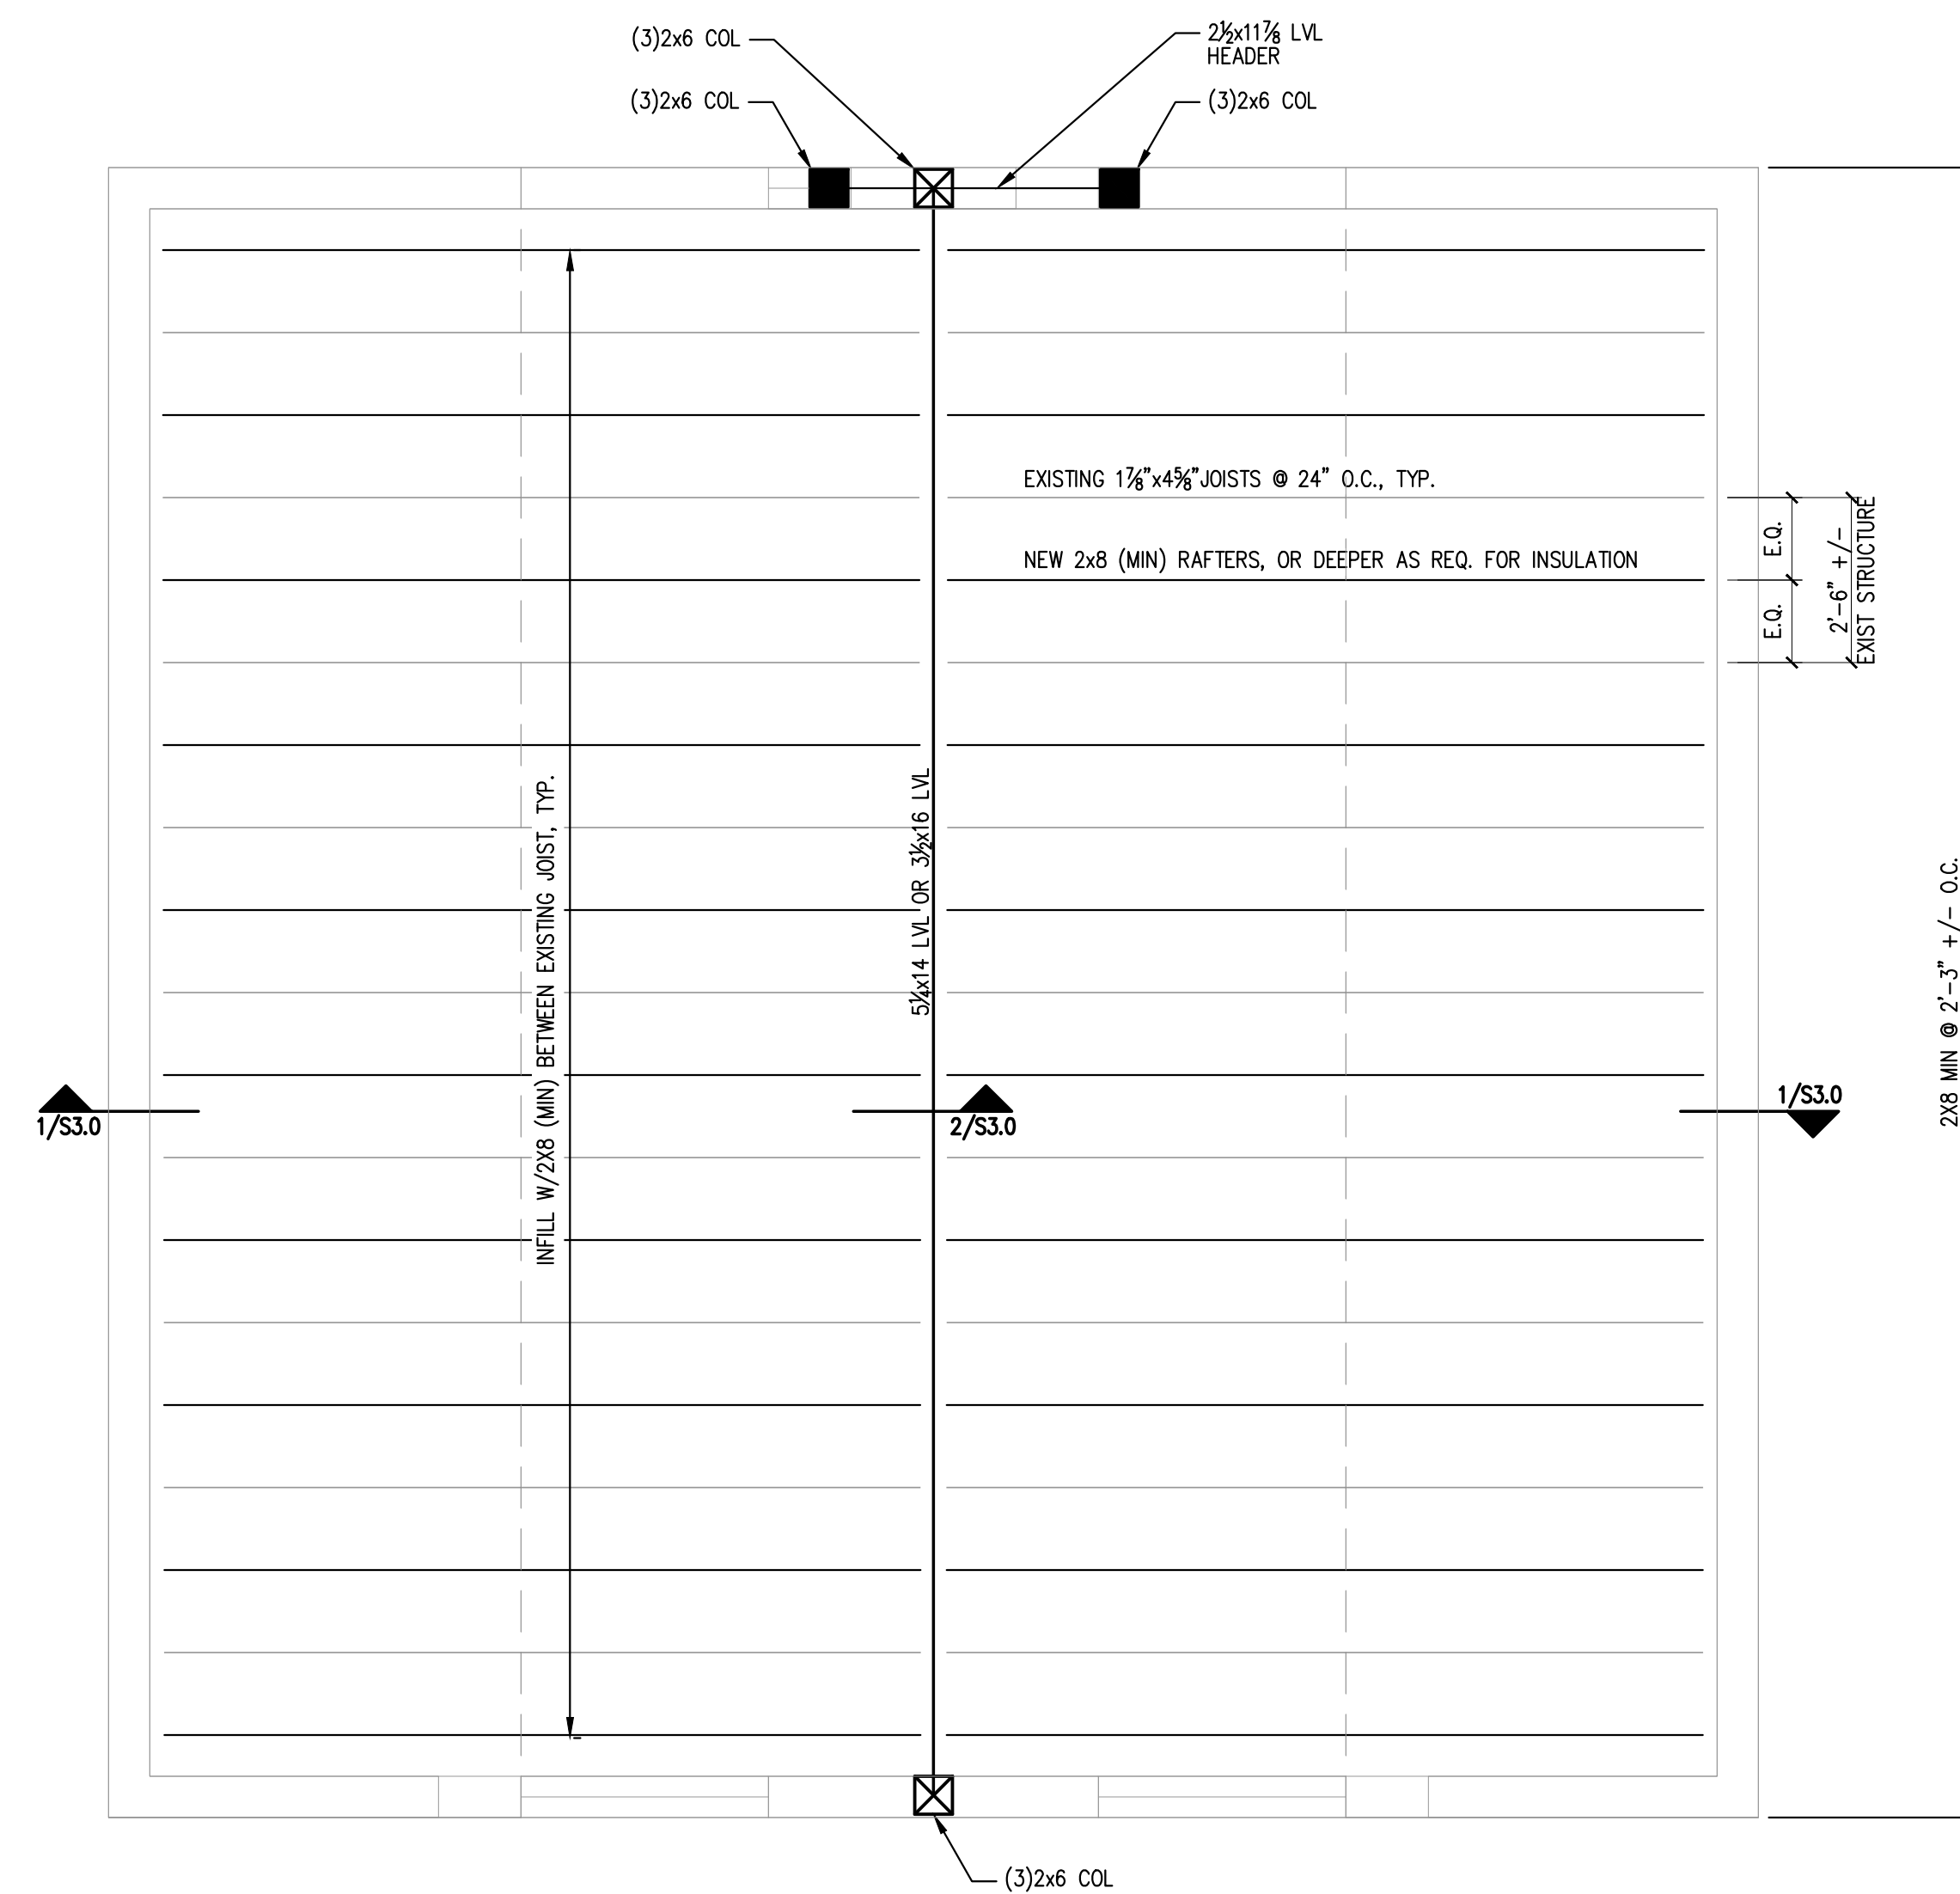 (3)2x6 COL
2½x11⅞ LVL
HEADER
(3)2x6 COL
(3)2x6 COL
EXISTING 1⅞"x4⅝"JOISTS @ 24" O.C., TYP.
NEW 2x8 (MIN) RAFTERS, OR DEEPER AS REQ. FOR INSULATION
E.Q.
E.Q.
2'-6" +/-
EXIST STRUCTURE
INFILL W/2X8 (MIN) BETWEEN EXISTING JOIST, TYP.
5¼x14 LVL OR 3½x16 LVL
2X8 MIN @ 2'-3" +/- O.C.
1/S3.0
2/S3.0
1/S3.0
(3)2x6 COL